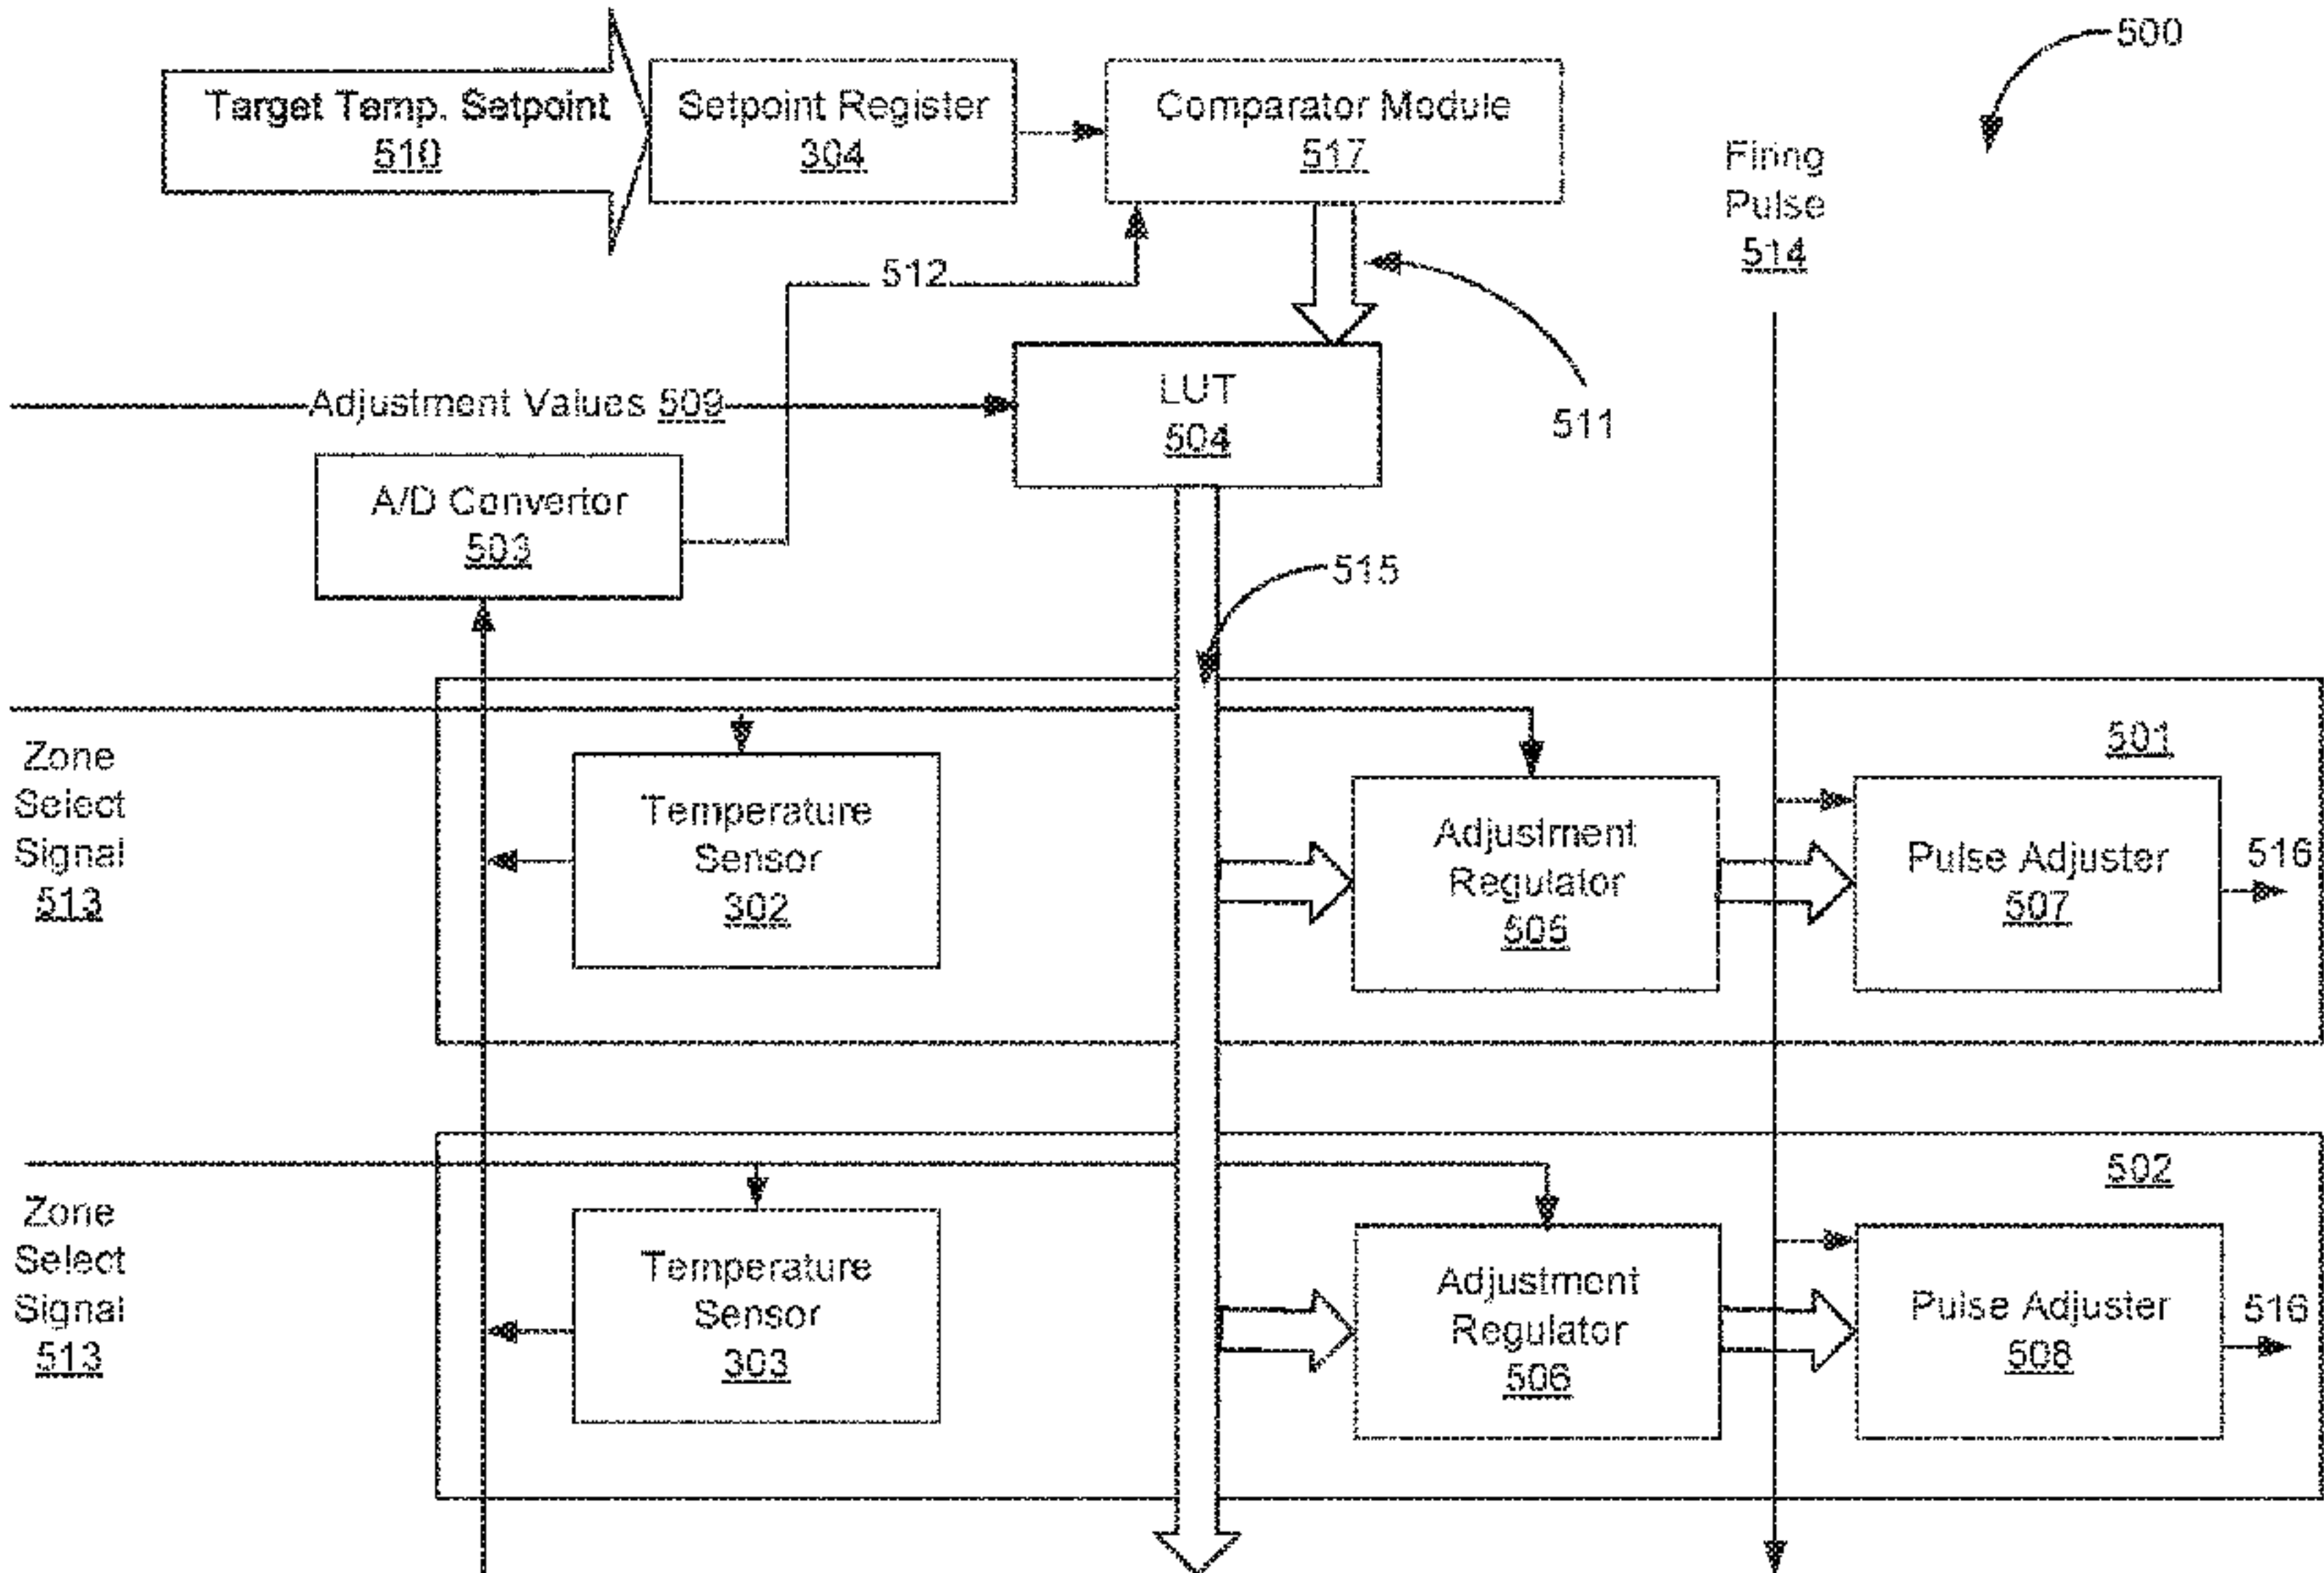 500
Target Temp. Setpoint
510
Setpoint Register
304
Comparator Module
517
Firing
Pulse
514
512
511
Adjustment Values 509
LUT
504
A/D Convertor
503
515
Zone
Select
Signal
513
501
Temperature
Sensor
302
Adjustment
Regulator
505
Pulse Adjuster
507
516
Zone
Select
Signal
513
502
Temperature
Sensor
303
Adjustment
Regulator
506
Pulse Adjuster
508
516